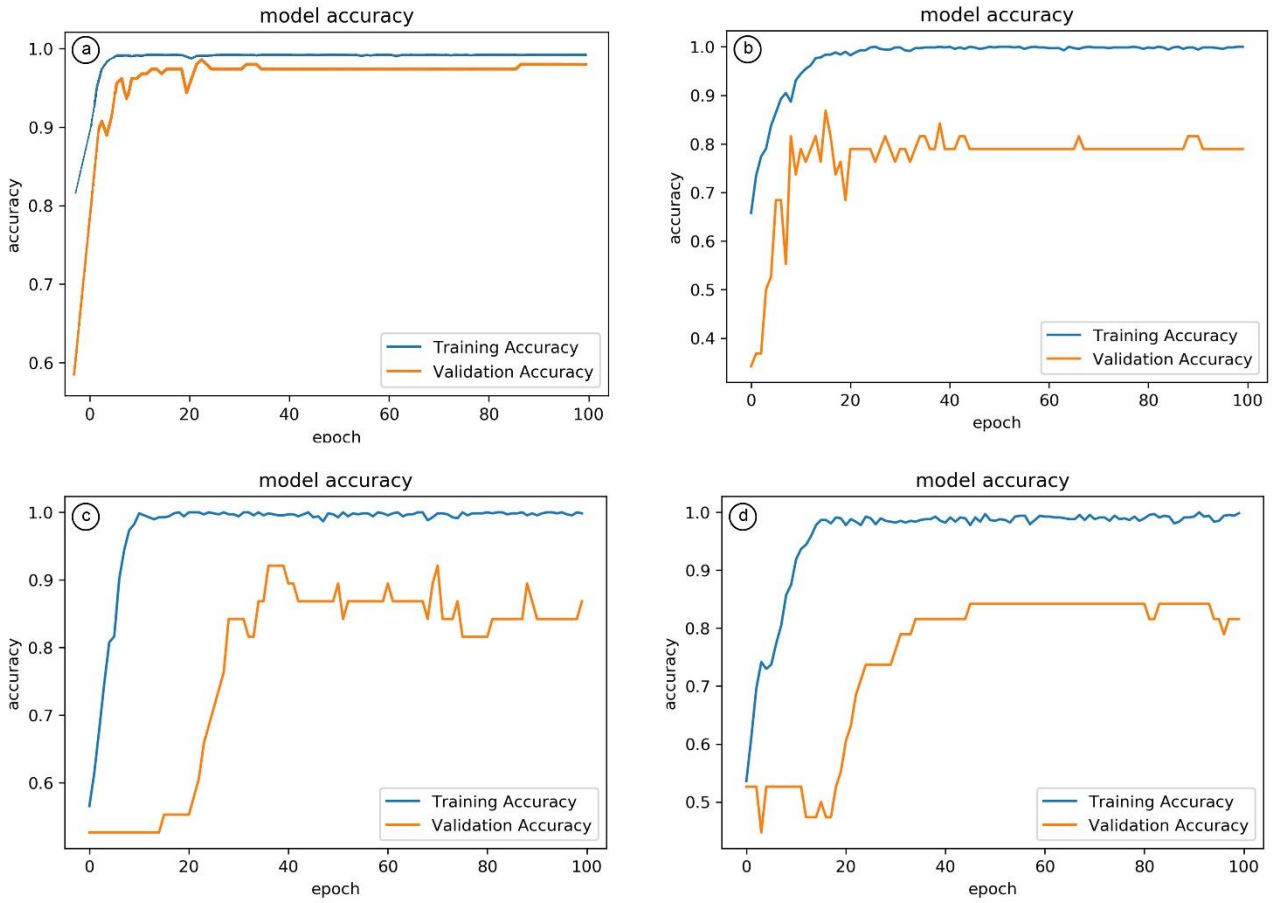 model accuracy
a
1.0
0.9
0.8
0.7
0.6
accuracy
0 20 40 60 80 100
epoch
Training Accuracy
Validation Accuracy
model accuracy
b
1.0
0.9
0.8
0.7
0.6
0.5
0.4
accuracy
0 20 40 60 80 100
epoch
Training Accuracy
Validation Accuracy
model accuracy
c
1.0
0.9
0.8
0.7
0.6
accuracy
0 20 40 60 80 100
epoch
Training Accuracy
Validation Accuracy
model accuracy
d
1.0
0.9
0.8
0.7
0.6
0.5
accuracy
0 20 40 60 80 100
epoch
Training Accuracy
Validation Accuracy